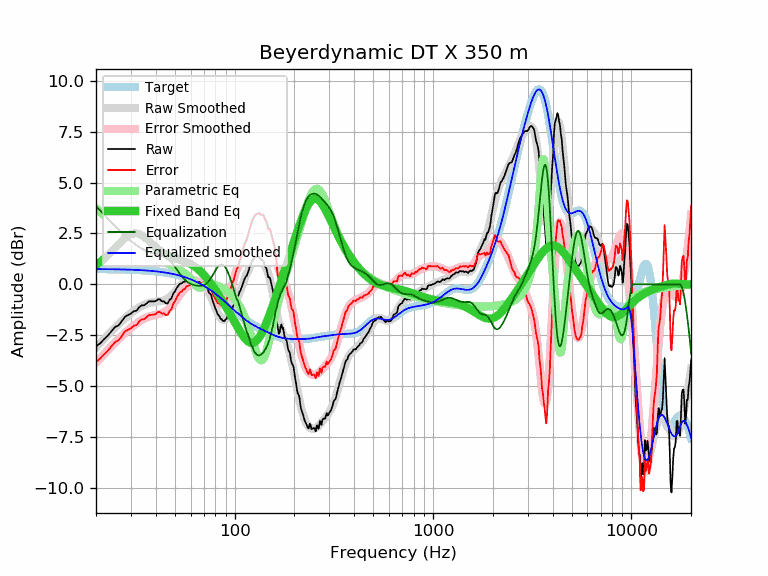 Beyerdynamic DT X 350 m
Amplitude (dBr)
10.0
7.5
5.0
2.5
0.0
−2.5
−5.0
−7.5
−10.0
Target
Raw Smoothed
Error Smoothed
Raw
Error
Parametric Eq
Fixed Band Eq
Equalization
Equalized smoothed
100
1000
10000
Frequency (Hz)